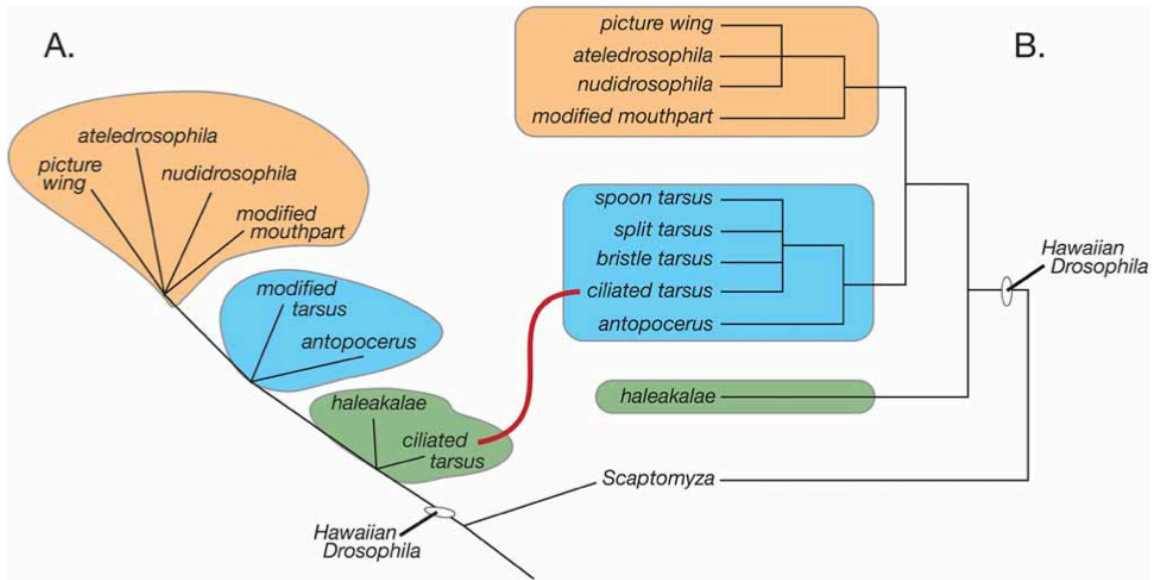 A.
ateledrosophila
picture
wing
nudidrosophila
modified
mouthpart
modified
tarsus
antopocerus
haleakalae
ciliated
tarsus
Hawaiian
Drosophila
B.
picture wing
ateledrosophila
nudidrosophila
modified mouthpart
spoon tarsus
split tarsus
bristle tarsus
ciliated tarsus
antopocerus
haleakalae
Scaptomyza
Hawaiian
Drosophila